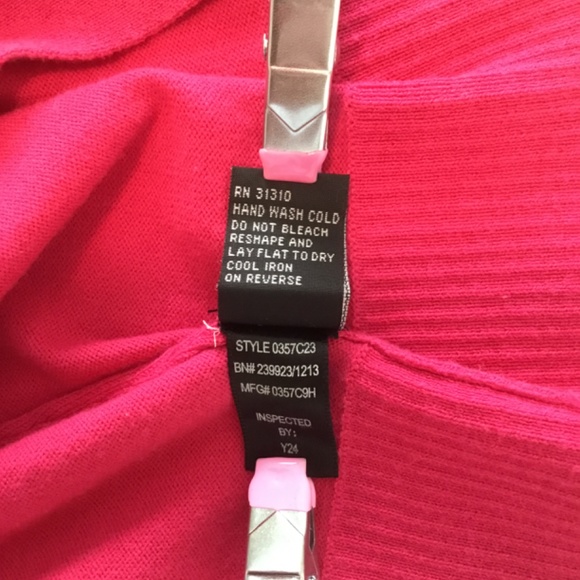 RN 31310
HAND WASH COLD
DO NOT BLEACH
RESHAPE AND
LAY FLAT TO DRY
COOL IRON
ON REVERSE
STYLE 0357C23
BN# 239923/1213
MFG# 0357C9H
INSPECTED
BY:
Y24